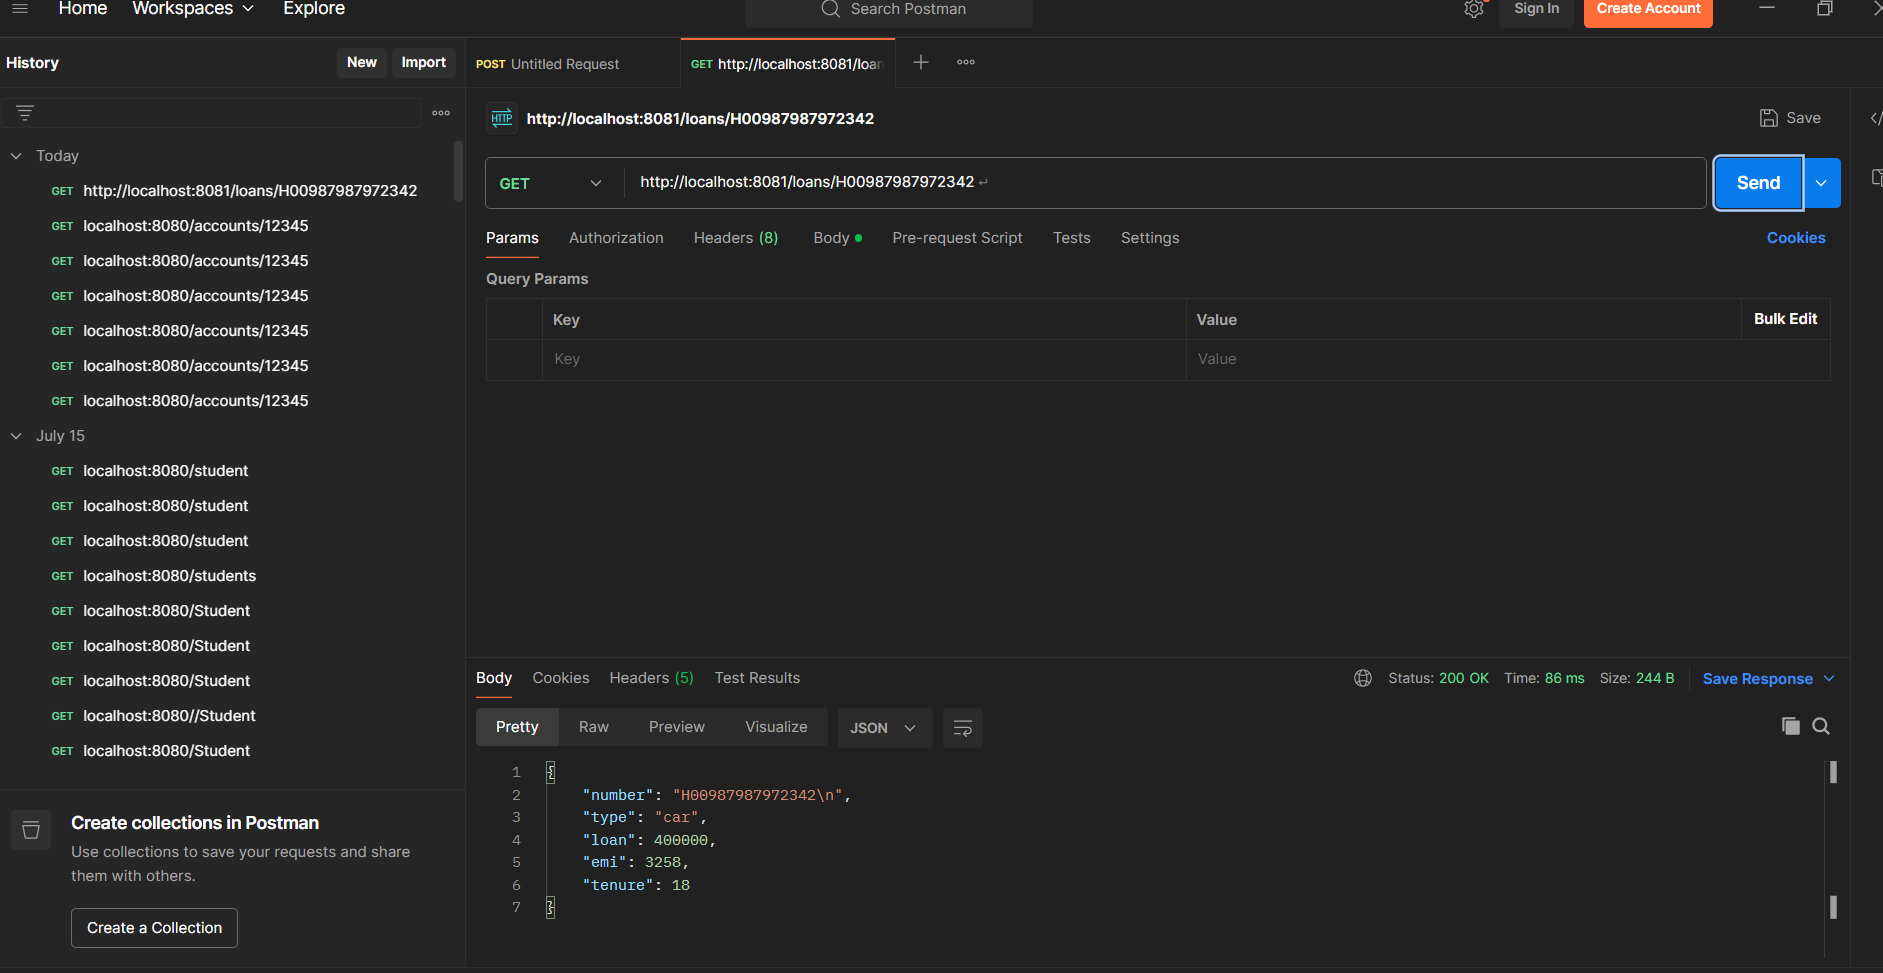 Home Workspaces Explore Search Postman Sign In Create Account
History New Import
POST Untitled Request GET http://localhost:8081/loan
HTTP http://localhost:8081/loans/H00987987972342 Save
Today
GET http://localhost:8081/loans/H00987987972342
GET localhost:8080/accounts/12345
GET localhost:8080/accounts/12345
GET localhost:8080/accounts/12345
GET localhost:8080/accounts/12345
GET localhost:8080/accounts/12345
GET localhost:8080/accounts/12345
July 15
GET localhost:8080/student
GET localhost:8080/student
GET localhost:8080/student
GET localhost:8080/students
GET localhost:8080/Student
GET localhost:8080/Student
GET localhost:8080/Student
GET localhost:8080//Student
GET localhost:8080/Student
Create collections in Postman
Use collections to save your requests and share
them with others.
Create a Collection
GET http://localhost:8081/loans/H00987987972342 Send
Params Authorization Headers (8) Body Pre-request Script Tests Settings Cookies
Query Params
Key Value Bulk Edit
Key Value
Body Cookies Headers (5) Test Results Status: 200 OK Time: 86 ms Size: 244 B Save Response
Pretty Raw Preview Visualize JSON
1 {
2 "number": "H00987987972342\n",
3 "type": "car",
4 "loan": 400000,
5 "emi": 3258,
6 "tenure": 18
7 }